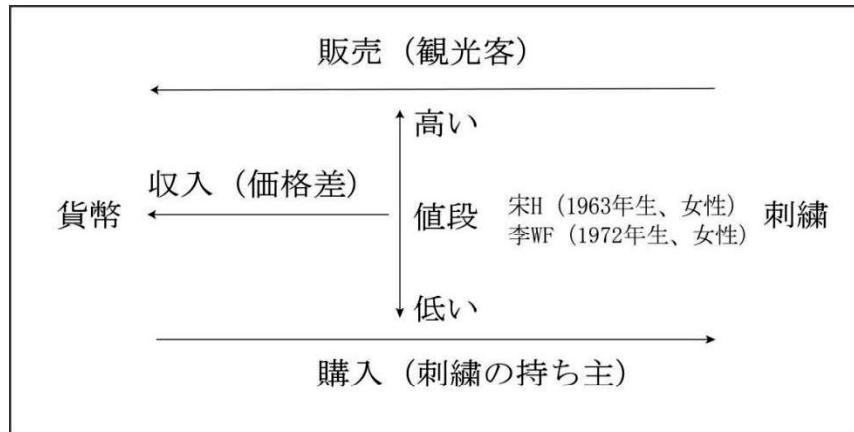 販売（観光客）
高い
収入（価格差）
貨幣
値段
宋H（1963年生、女性）
李WF（1972年生、女性）
刺繍
低い
購入（刺繍の持ち主）